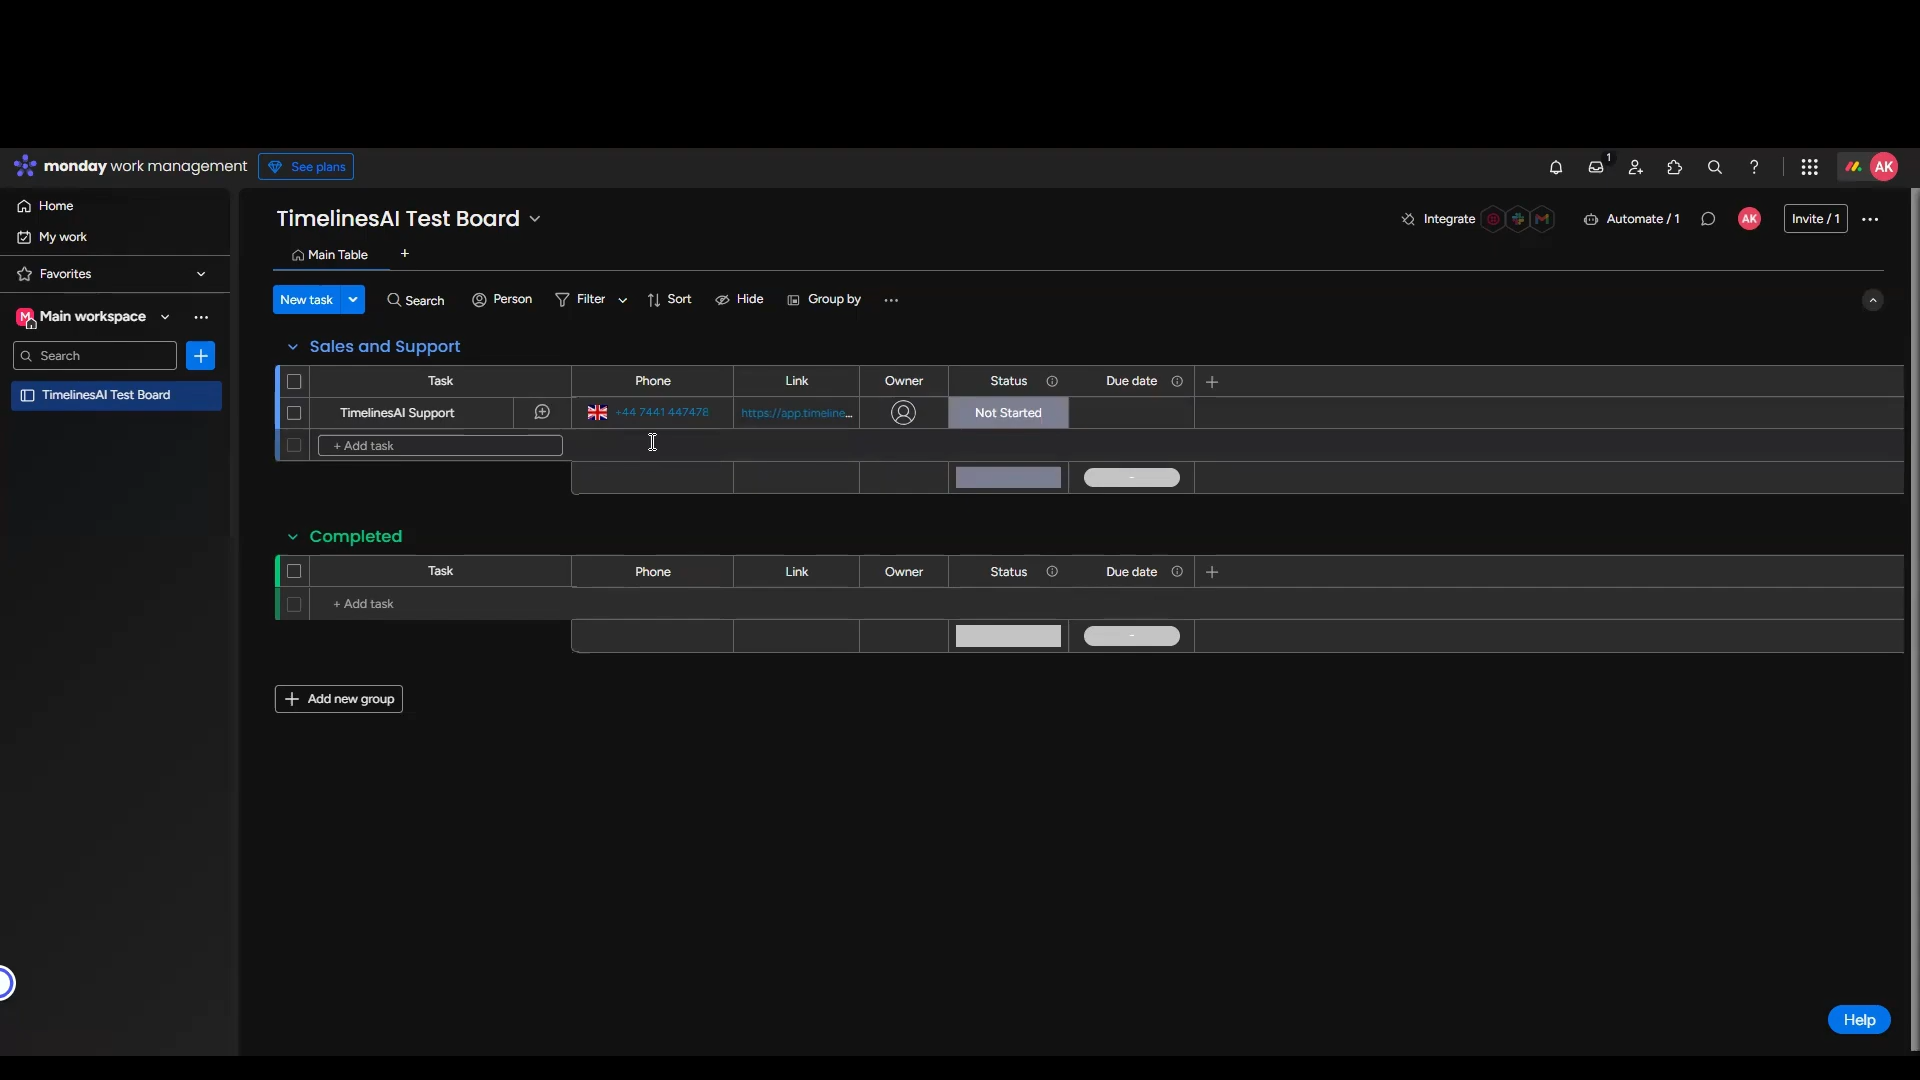 monday work management See plans
1
AK
Home
My work
Favorites
M Main workspace
Search
TimelinesAI Test Board
TimelinesAI Test Board
Integrate
Automate / 1
AK
Invite / 1
Main Table
New task
Search
Person
Filter
Sort
Hide
Group by
Sales and Support
Task Phone Link Owner Status Due date
TimelinesAI Support +44 7441 447478 https://app.timeline... Not Started
+ Add task
-
Completed
Task Phone Link Owner Status Due date
+ Add task
-
Add new group
Help